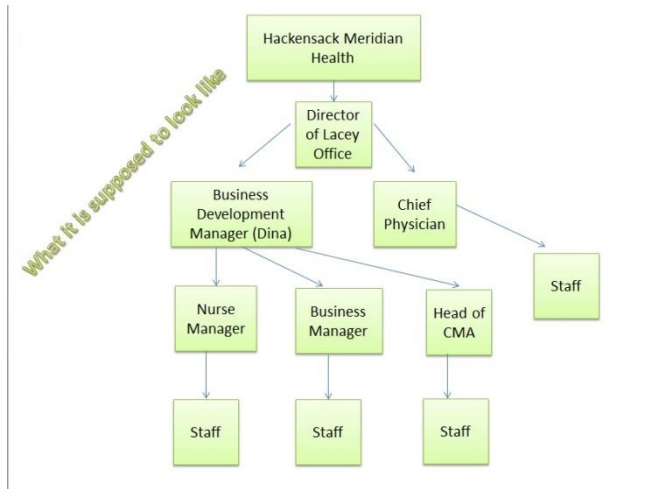 What it is supposed to look like
Hackensack Meridian
Health
Director
of Lacey
Office
Business
Development
Manager (Dina)
Chief
Physician
Staff
Nurse
Manager
Business
Manager
Head of
CMA
Staff
Staff
Staff